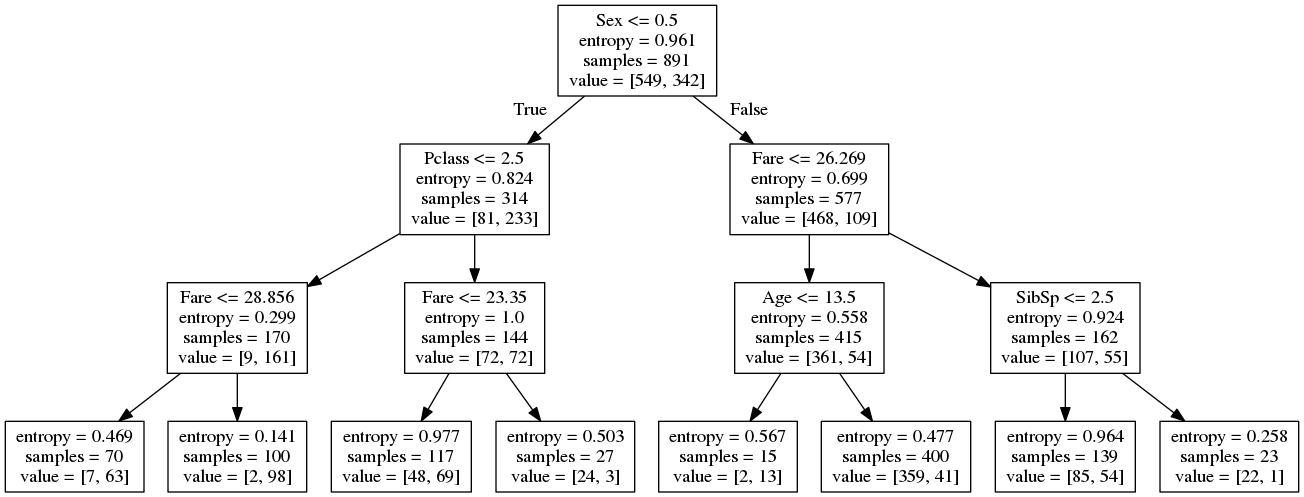 Sex <= 0.5
entropy = 0.961
samples = 891
value = [549, 342]
True
False
Pclass <= 2.5
entropy = 0.824
samples = 314
value = [81, 233]
Fare <= 26.269
entropy = 0.699
samples = 577
value = [468, 109]
Fare <= 28.856
entropy = 0.299
samples = 170
value = [9, 161]
Fare <= 23.35
entropy = 1.0
samples = 144
value = [72, 72]
Age <= 13.5
entropy = 0.558
samples = 415
value = [361, 54]
SibSp <= 2.5
entropy = 0.924
samples = 162
value = [107, 55]
entropy = 0.469
samples = 70
value = [7, 63]
entropy = 0.141
samples = 100
value = [2, 98]
entropy = 0.977
samples = 117
value = [48, 69]
entropy = 0.503
samples = 27
value = [24, 3]
entropy = 0.567
samples = 15
value = [2, 13]
entropy = 0.477
samples = 400
value = [359, 41]
entropy = 0.964
samples = 139
value = [85, 54]
entropy = 0.258
samples = 23
value = [22, 1]